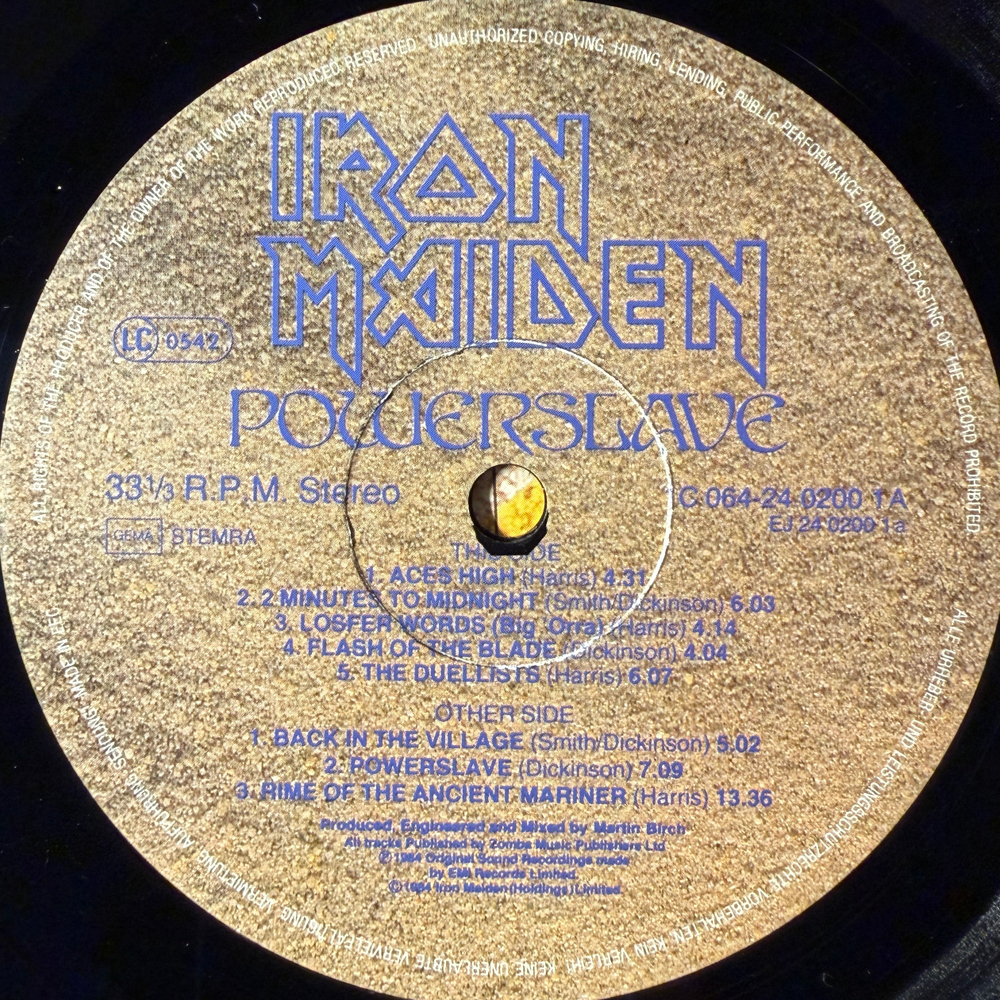 ALL RIGHTS OF THE PRODUCER AND OF THE OWNER OF THE WORK REPRODUCED RESERVED. UNAUTHORIZED COPYING, HIRING, LENDING, PUBLIC PERFORMANCE AND BROADCASTING OF THE RECORD PROHIBITED.
IRON
MAIDEN
LC 0542
POWERSLAVE
33⅓ R.P.M. Stereo
C 064-24 0200 1 A
EJ 24 0200 1 a
GEMA STEMRA
THIS SIDE
1. ACES HIGH (Harris) 4.31
2. 2 MINUTES TO MIDNIGHT (Smith/Dickinson) 6.03
3. LOSFER WORDS (Big 'Orra) (Harris) 4.14
4. FLASH OF THE BLADE (Dickinson) 4.04
5. THE DUELLISTS (Harris) 6.07
OTHER SIDE
1. BACK IN THE VILLAGE (Smith/Dickinson) 5.02
2. POWERSLAVE (Dickinson) 7.09
3. RIME OF THE ANCIENT MARINER (Harris) 13.36
Produced, Engineered and Mixed by Martin Birch
All tracks Published by Zomba Music Publishers Ltd
Ⓟ 1984 Original Sound Recordings made
by EMI Records Limited.
© 1984 Iron Maiden (Holdings) Limited.
ALLE URHEBER- UND LEISTUNGSSCHUTZRECHTE VORBEHALTEN. KEIN VERLEIH! KEINE UNERLAUBTE VERVIELFÄLTIGUNG, VERMIETUNG, AUFFÜHRUNG, SENDUNG! MADE IN EEC